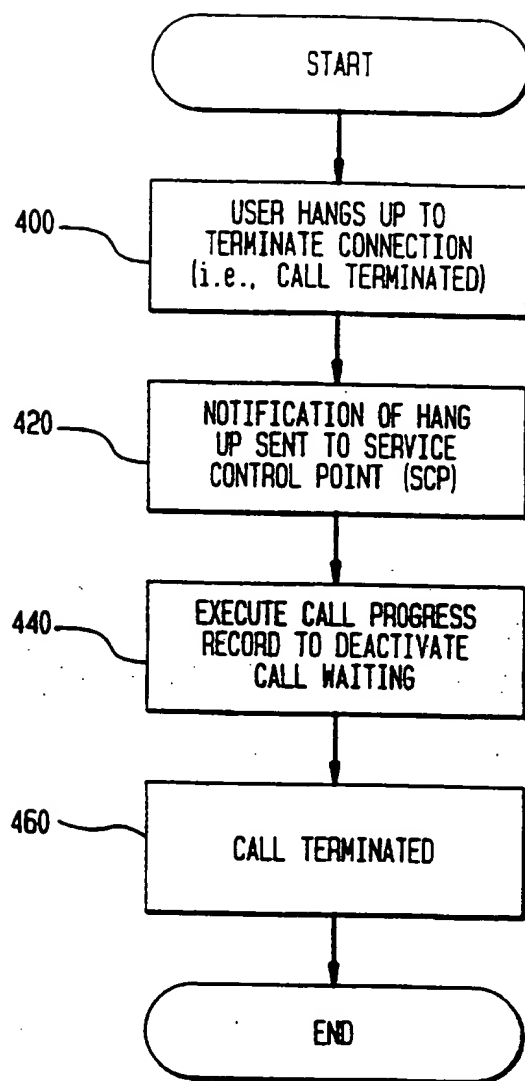 START
400
USER HANGS UP TO
TERMINATE CONNECTION
(i.e., CALL TERMINATED)
420
NOTIFICATION OF HANG
UP SENT TO SERVICE
CONTROL POINT (SCP)
440
EXECUTE CALL PROGRESS
RECORD TO DEACTIVATE
CALL WAITING
460
CALL TERMINATED
END